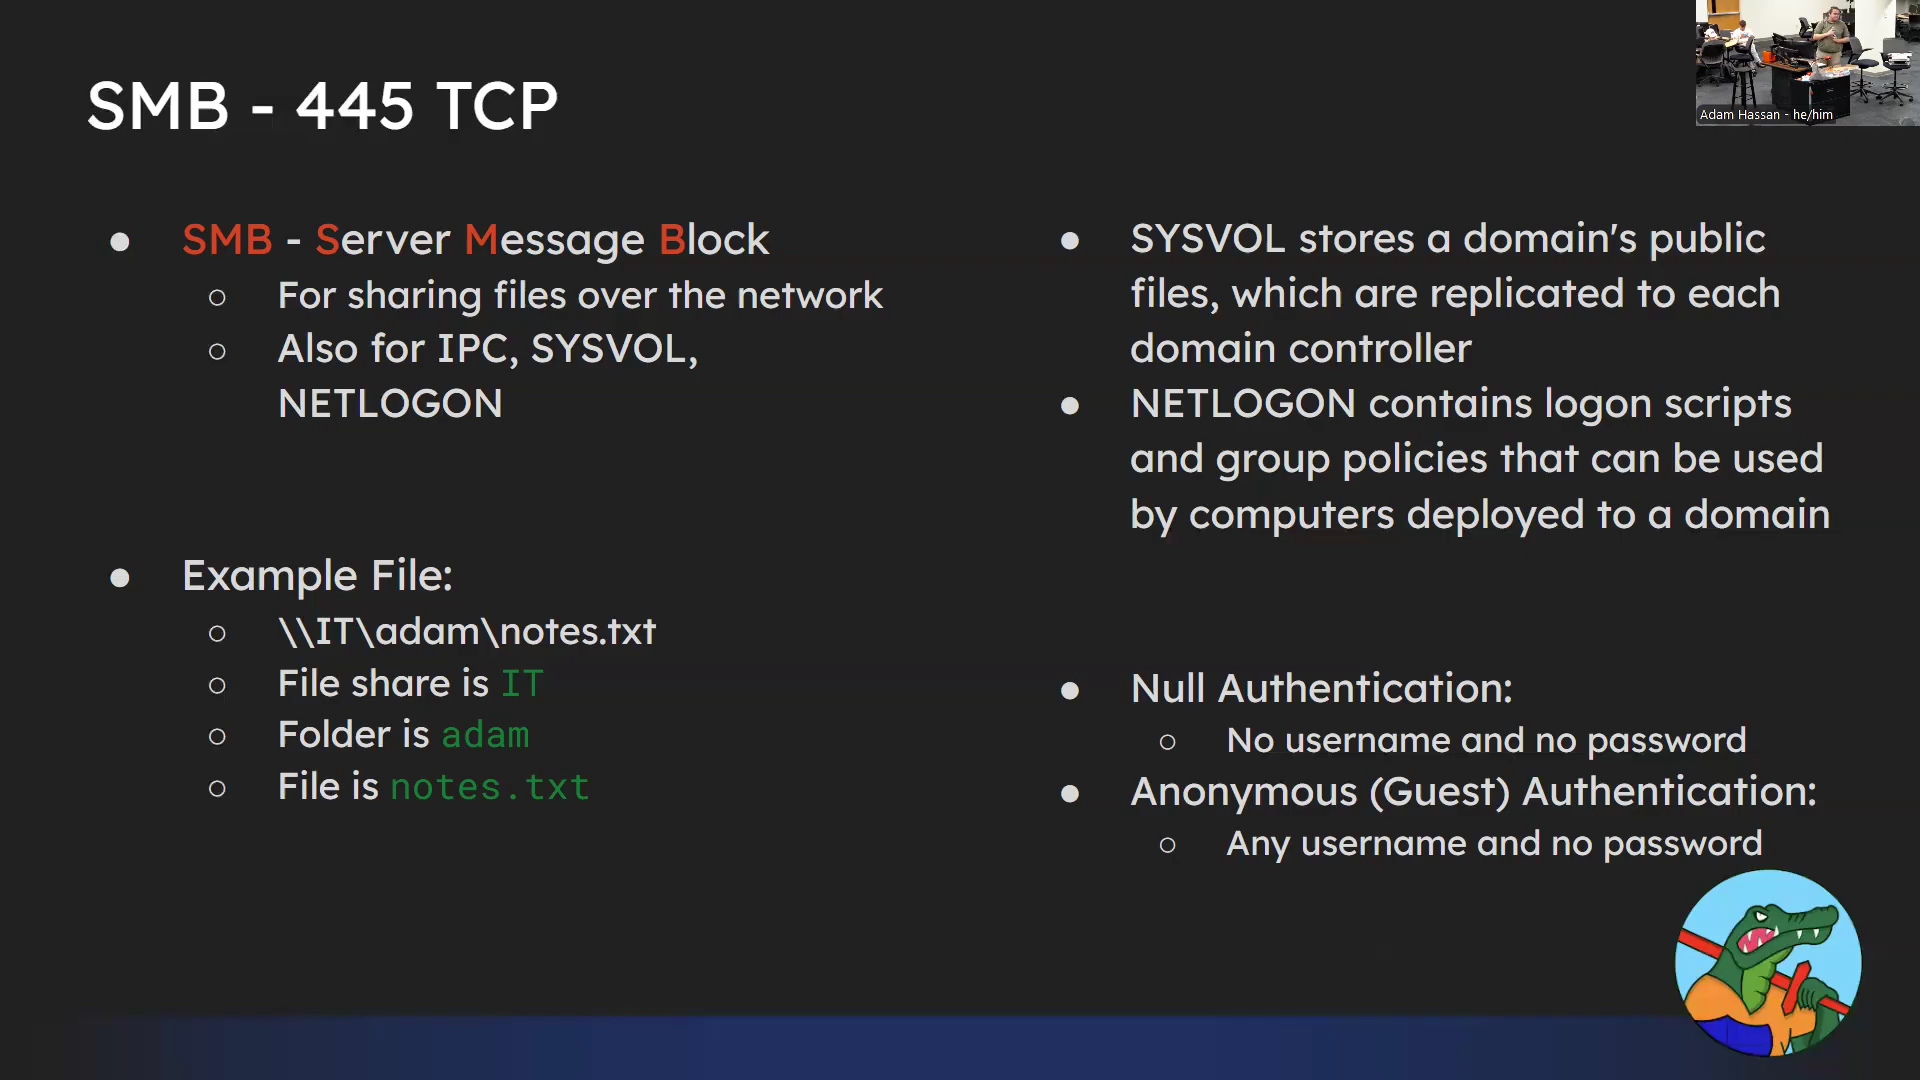 SMB - 445 TCP
Adam Hassan - he/him
● SMB - Server Message Block
○ For sharing files over the network
○ Also for IPC, SYSVOL,
NETLOGON
● Example File:
○ \\IT\adam\notes.txt
○ File share is IT
○ Folder is adam
○ File is notes.txt
● SYSVOL stores a domain's public
files, which are replicated to each
domain controller
● NETLOGON contains logon scripts
and group policies that can be used
by computers deployed to a domain
● Null Authentication:
○ No username and no password
● Anonymous (Guest) Authentication:
○ Any username and no password